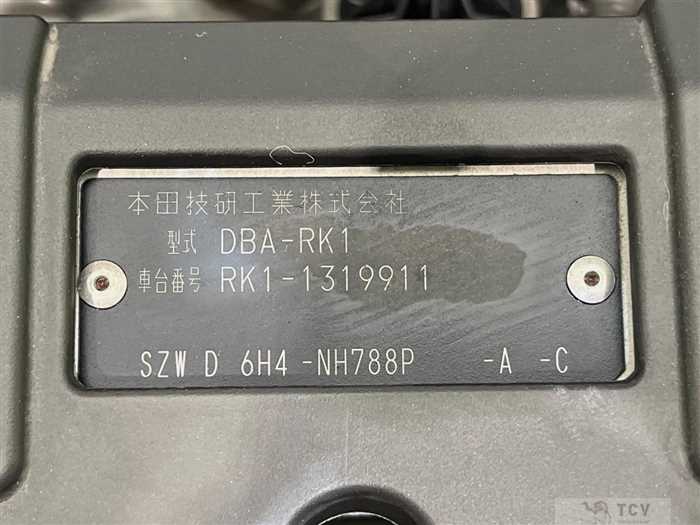 本田技研工業株式会社
型式 DBA-RK1
車台番号 RK1-1319911
SZW D 6H4 -NH788P -A -C
TCV